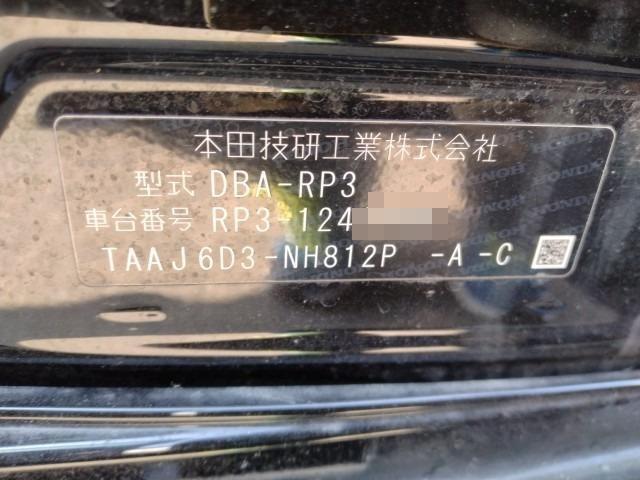 本田技研工業株式会社
型式 DBA-RP3
車台番号 RP3-124
TAAJ6D3-NH812P -A -C